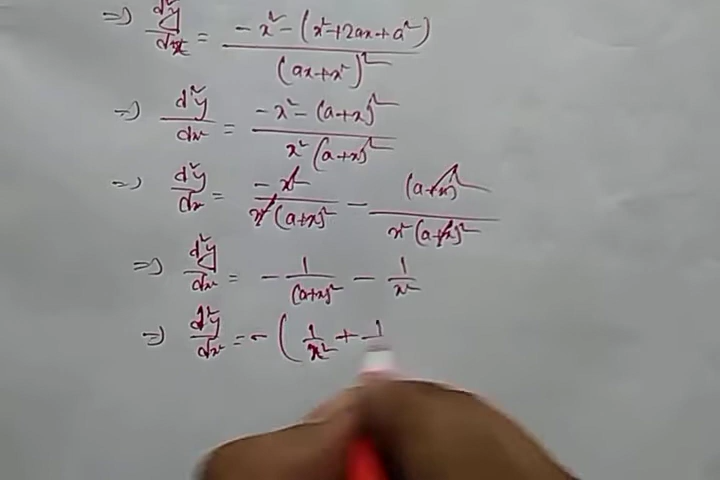 ⇒ d²y/dx² = (-x² - (x² + 2ax + a²))/(ax + x²)²
⇒ d²y/dx² = (-x² - (a+x)²)/(x²(a+x)²)
⇒ d²y/dx² = -x²/(x²(a+x)²) - (a+x)²/(x²(a+x)²)
⇒ d²y/dx² = - 1/(a+x)² - 1/x²
⇒ d²y/dx² = - ( 1/x² + 1